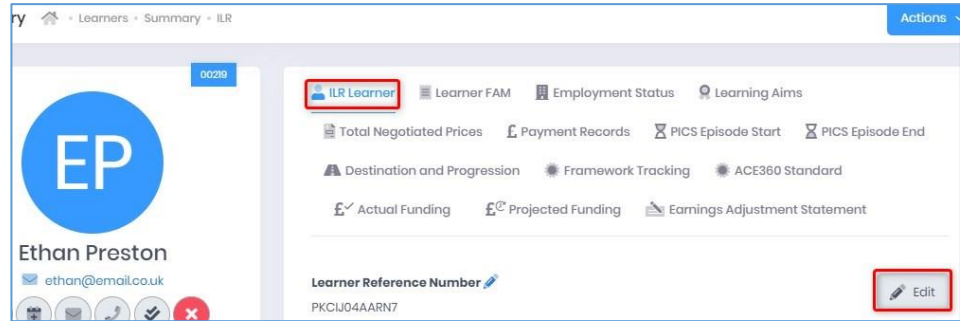 ry • Learners • Summary • ILR
Actions
00219
ILR Learner Learner FAM Employment Status Learning Aims
Total Negotiated Prices £ Payment Records PICS Episode Start PICS Episode End
Destination and Progression Framework Tracking ACE360 Standard
£ Actual Funding £ Projected Funding Earnings Adjustment Statement
EP
Ethan Preston
ethan@email.co.uk
Learner Reference Number
PKCIJ04AARN7
Edit